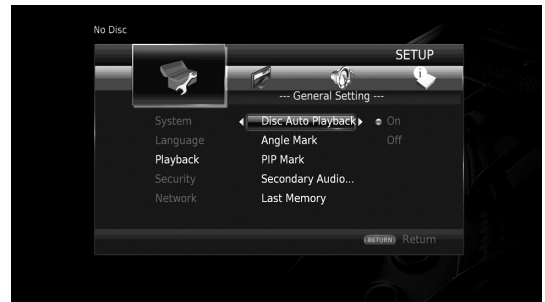 No Disc
SETUP
--- General Setting ---
System Disc Auto Playback On
Language Angle Mark Off
Playback PIP Mark
Security Secondary Audio...
Network Last Memory
RETURN Return